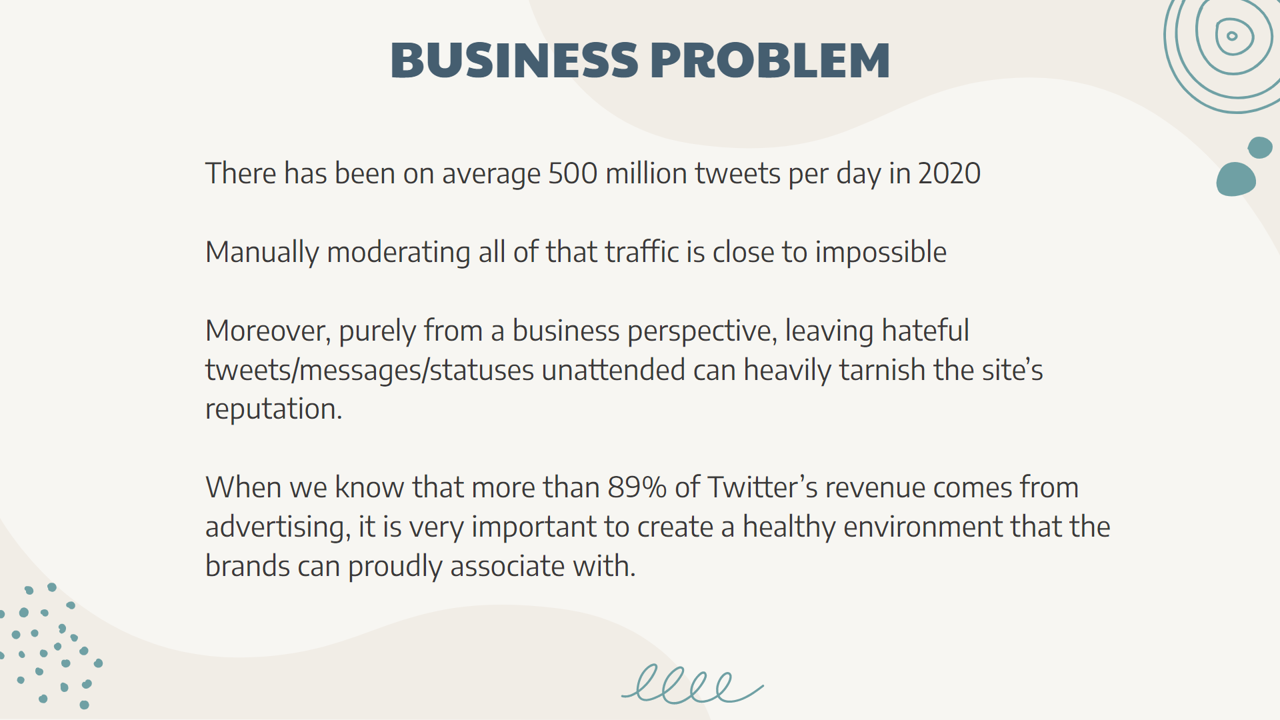 BUSINESS PROBLEM
There has been on average 500 million tweets per day in 2020
Manually moderating all of that traffic is close to impossible
Moreover, purely from a business perspective, leaving hateful
tweets/messages/statuses unattended can heavily tarnish the site’s
reputation.
When we know that more than 89% of Twitter’s revenue comes from
advertising, it is very important to create a healthy environment that the
brands can proudly associate with.